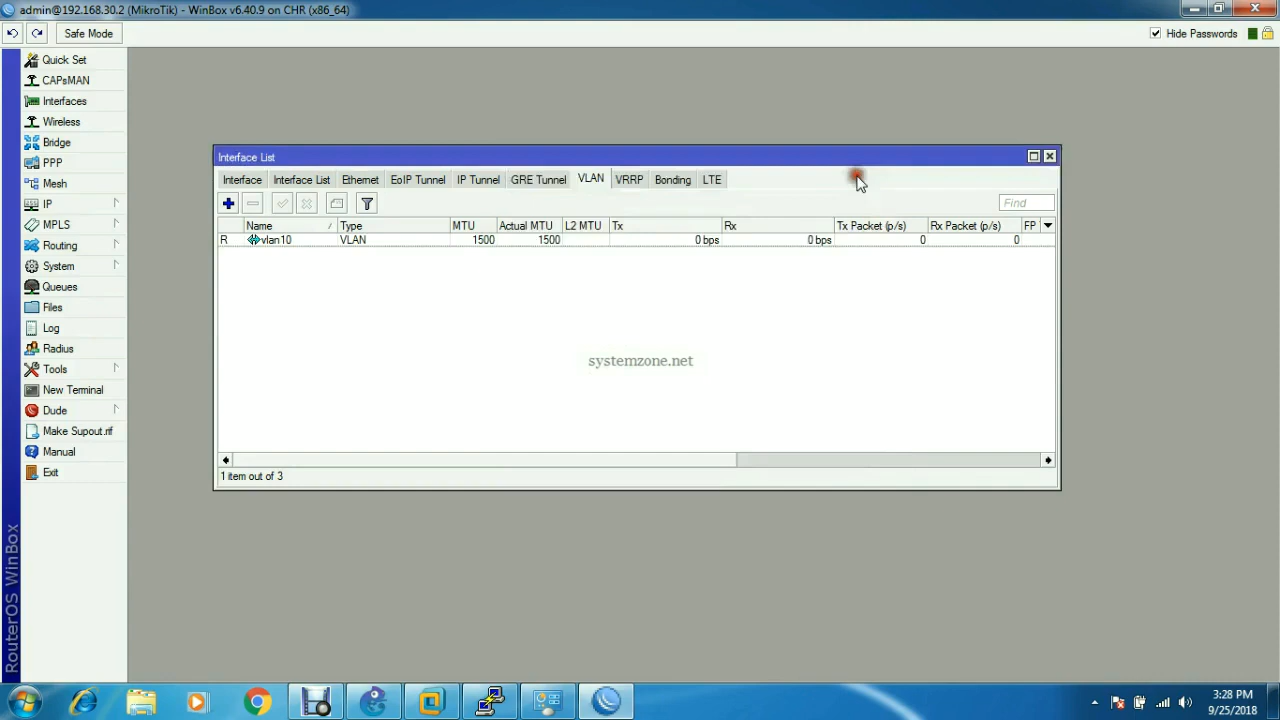 admin@192.168.30.2 (MikroTik) - WinBox v6.40.9 on CHR (x86_64)
Safe Mode
Hide Passwords
Quick Set
CAPsMAN
Interfaces
Wireless
Bridge
PPP
Mesh
IP
MPLS
Routing
System
Queues
Files
Log
Radius
Tools
New Terminal
Dude
Make Supout.rif
Manual
Exit
RouterOS WinBox
Interface List
Interface Interface List Ethernet EoIP Tunnel IP Tunnel GRE Tunnel VLAN VRRP Bonding LTE
Find
Name / Type MTU Actual MTU L2 MTU Tx Rx Tx Packet (p/s) Rx Packet (p/s) FP
R vlan10 VLAN 1500 1500 0 bps 0 bps 0 0
systemzone.net
1 item out of 3
3:28 PM
9/25/2018